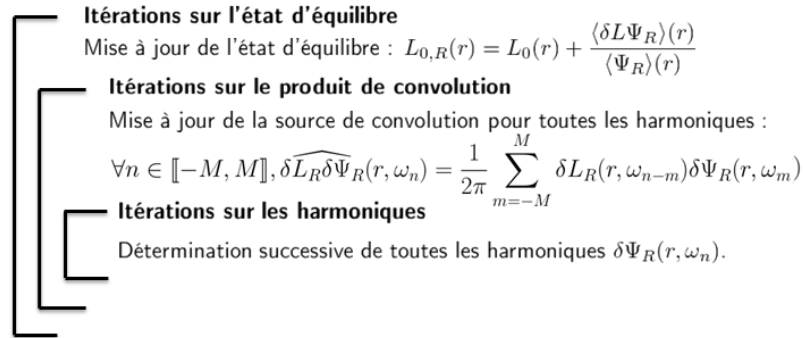 Itérations sur l'état d'équilibre
Mise à jour de l'état d'équilibre : $L_{0,R}(r) = L_0(r) + \frac{\langle \delta L \Psi_R \rangle (r)}{\langle \Psi_R \rangle (r)}$
Itérations sur le produit de convolution
Mise à jour de la source de convolution pour toutes les harmoniques :
$\forall n \in [\![-M, M]\!], \delta \widehat{L_R \delta \Psi}_R(r, \omega_n) = \frac{1}{2\pi} \sum_{m=-M}^{M} \delta L_R(r, \omega_{n-m}) \delta \Psi_R(r, \omega_m)$
Itérations sur les harmoniques
Détermination successive de toutes les harmoniques $\delta \Psi_R(r, \omega_n)$.